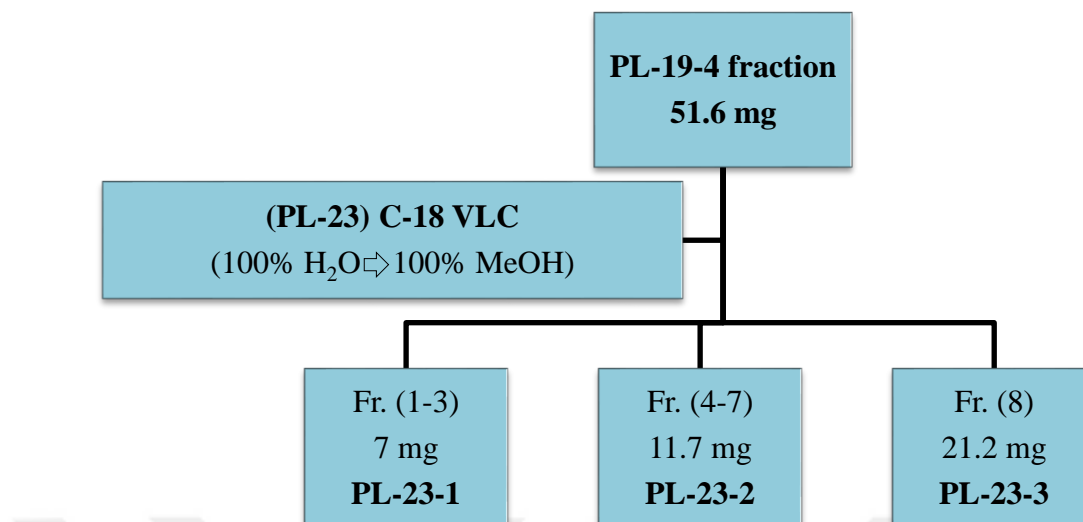 PL-19-4 fraction
51.6 mg
(PL-23) C-18 VLC
(100% H₂O⇨100% MeOH)
Fr. (1-3)
7 mg
PL-23-1
Fr. (4-7)
11.7 mg
PL-23-2
Fr. (8)
21.2 mg
PL-23-3